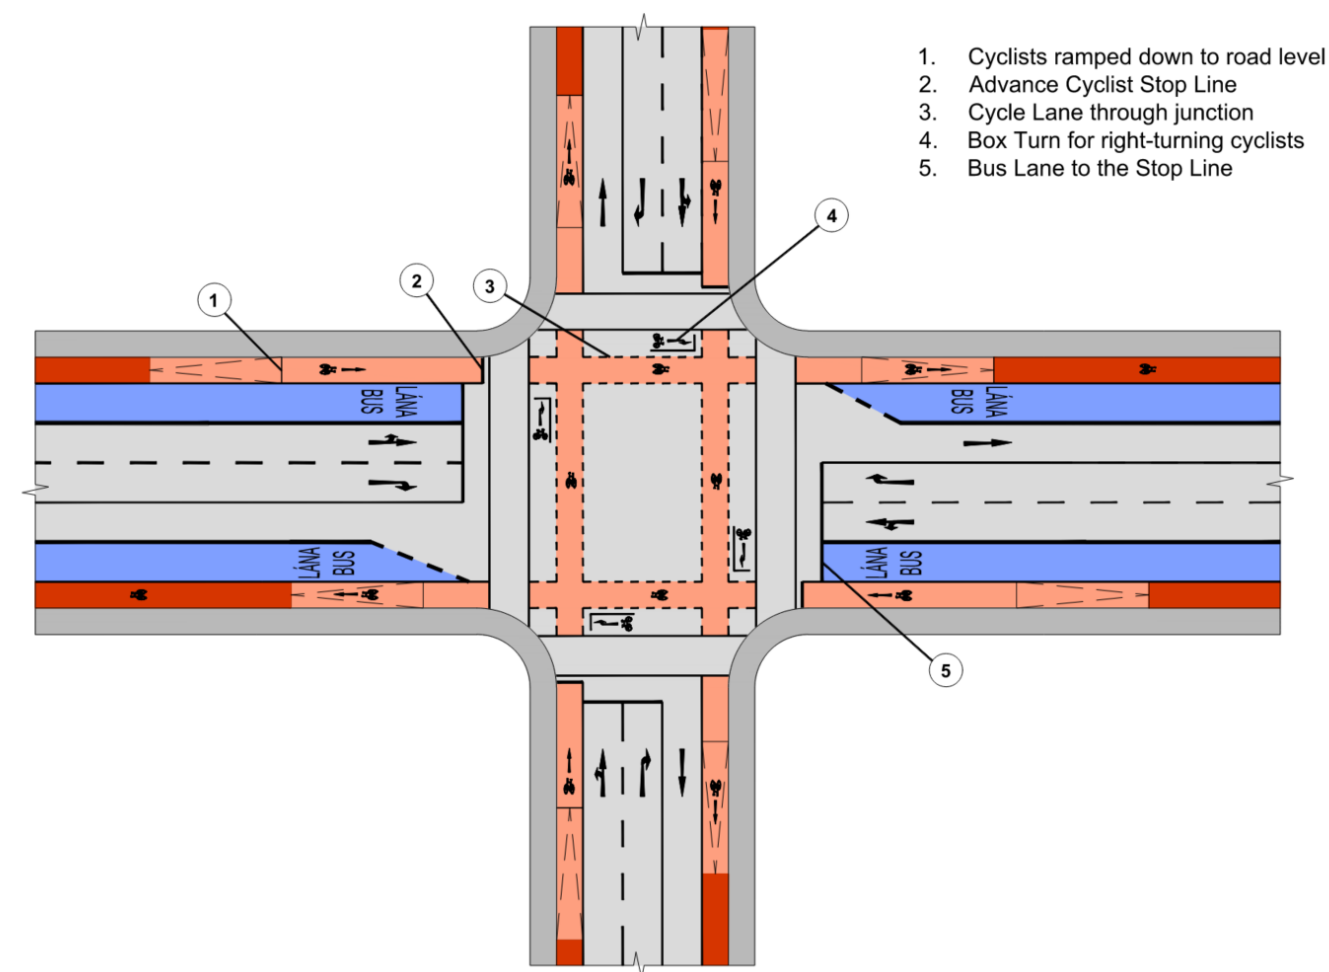 1. Cyclists ramped down to road level
2. Advance Cyclist Stop Line
3. Cycle Lane through junction
4. Box Turn for right-turning cyclists
5. Bus Lane to the Stop Line
4
2
3
1
LÁNA
BUS
LÁNA
BUS
LÁNA
BUS
LÁNA
BUS
5